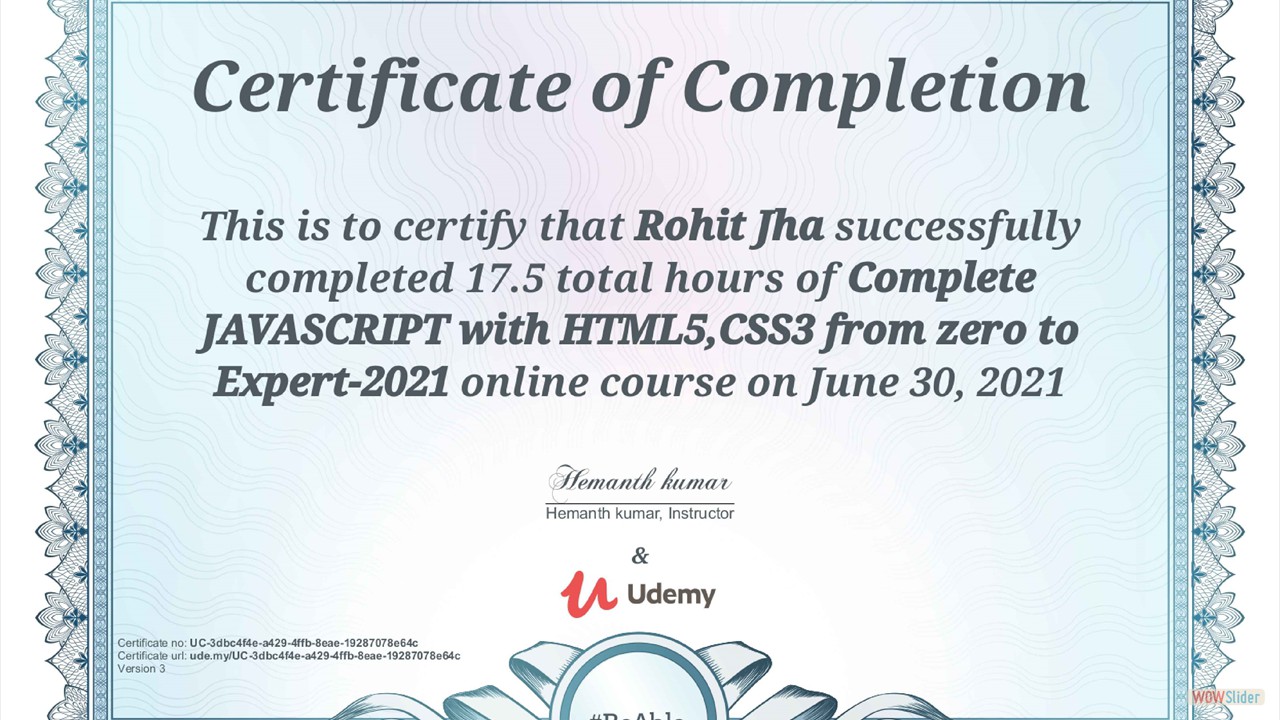 Certificate of Completion
This is to certify that Rohit Jha successfully
completed 17.5 total hours of Complete
JAVASCRIPT with HTML5,CSS3 from zero to
Expert-2021 online course on June 30, 2021
Hemanth kumar
Hemanth kumar, Instructor
&
Udemy
Certificate no: UC-3dbc4f4e-a429-4ffb-8eae-19287078e64c
Certificate url: ude.my/UC-3dbc4f4e-a429-4ffb-8eae-19287078e64c
Version 3
WOWSlider